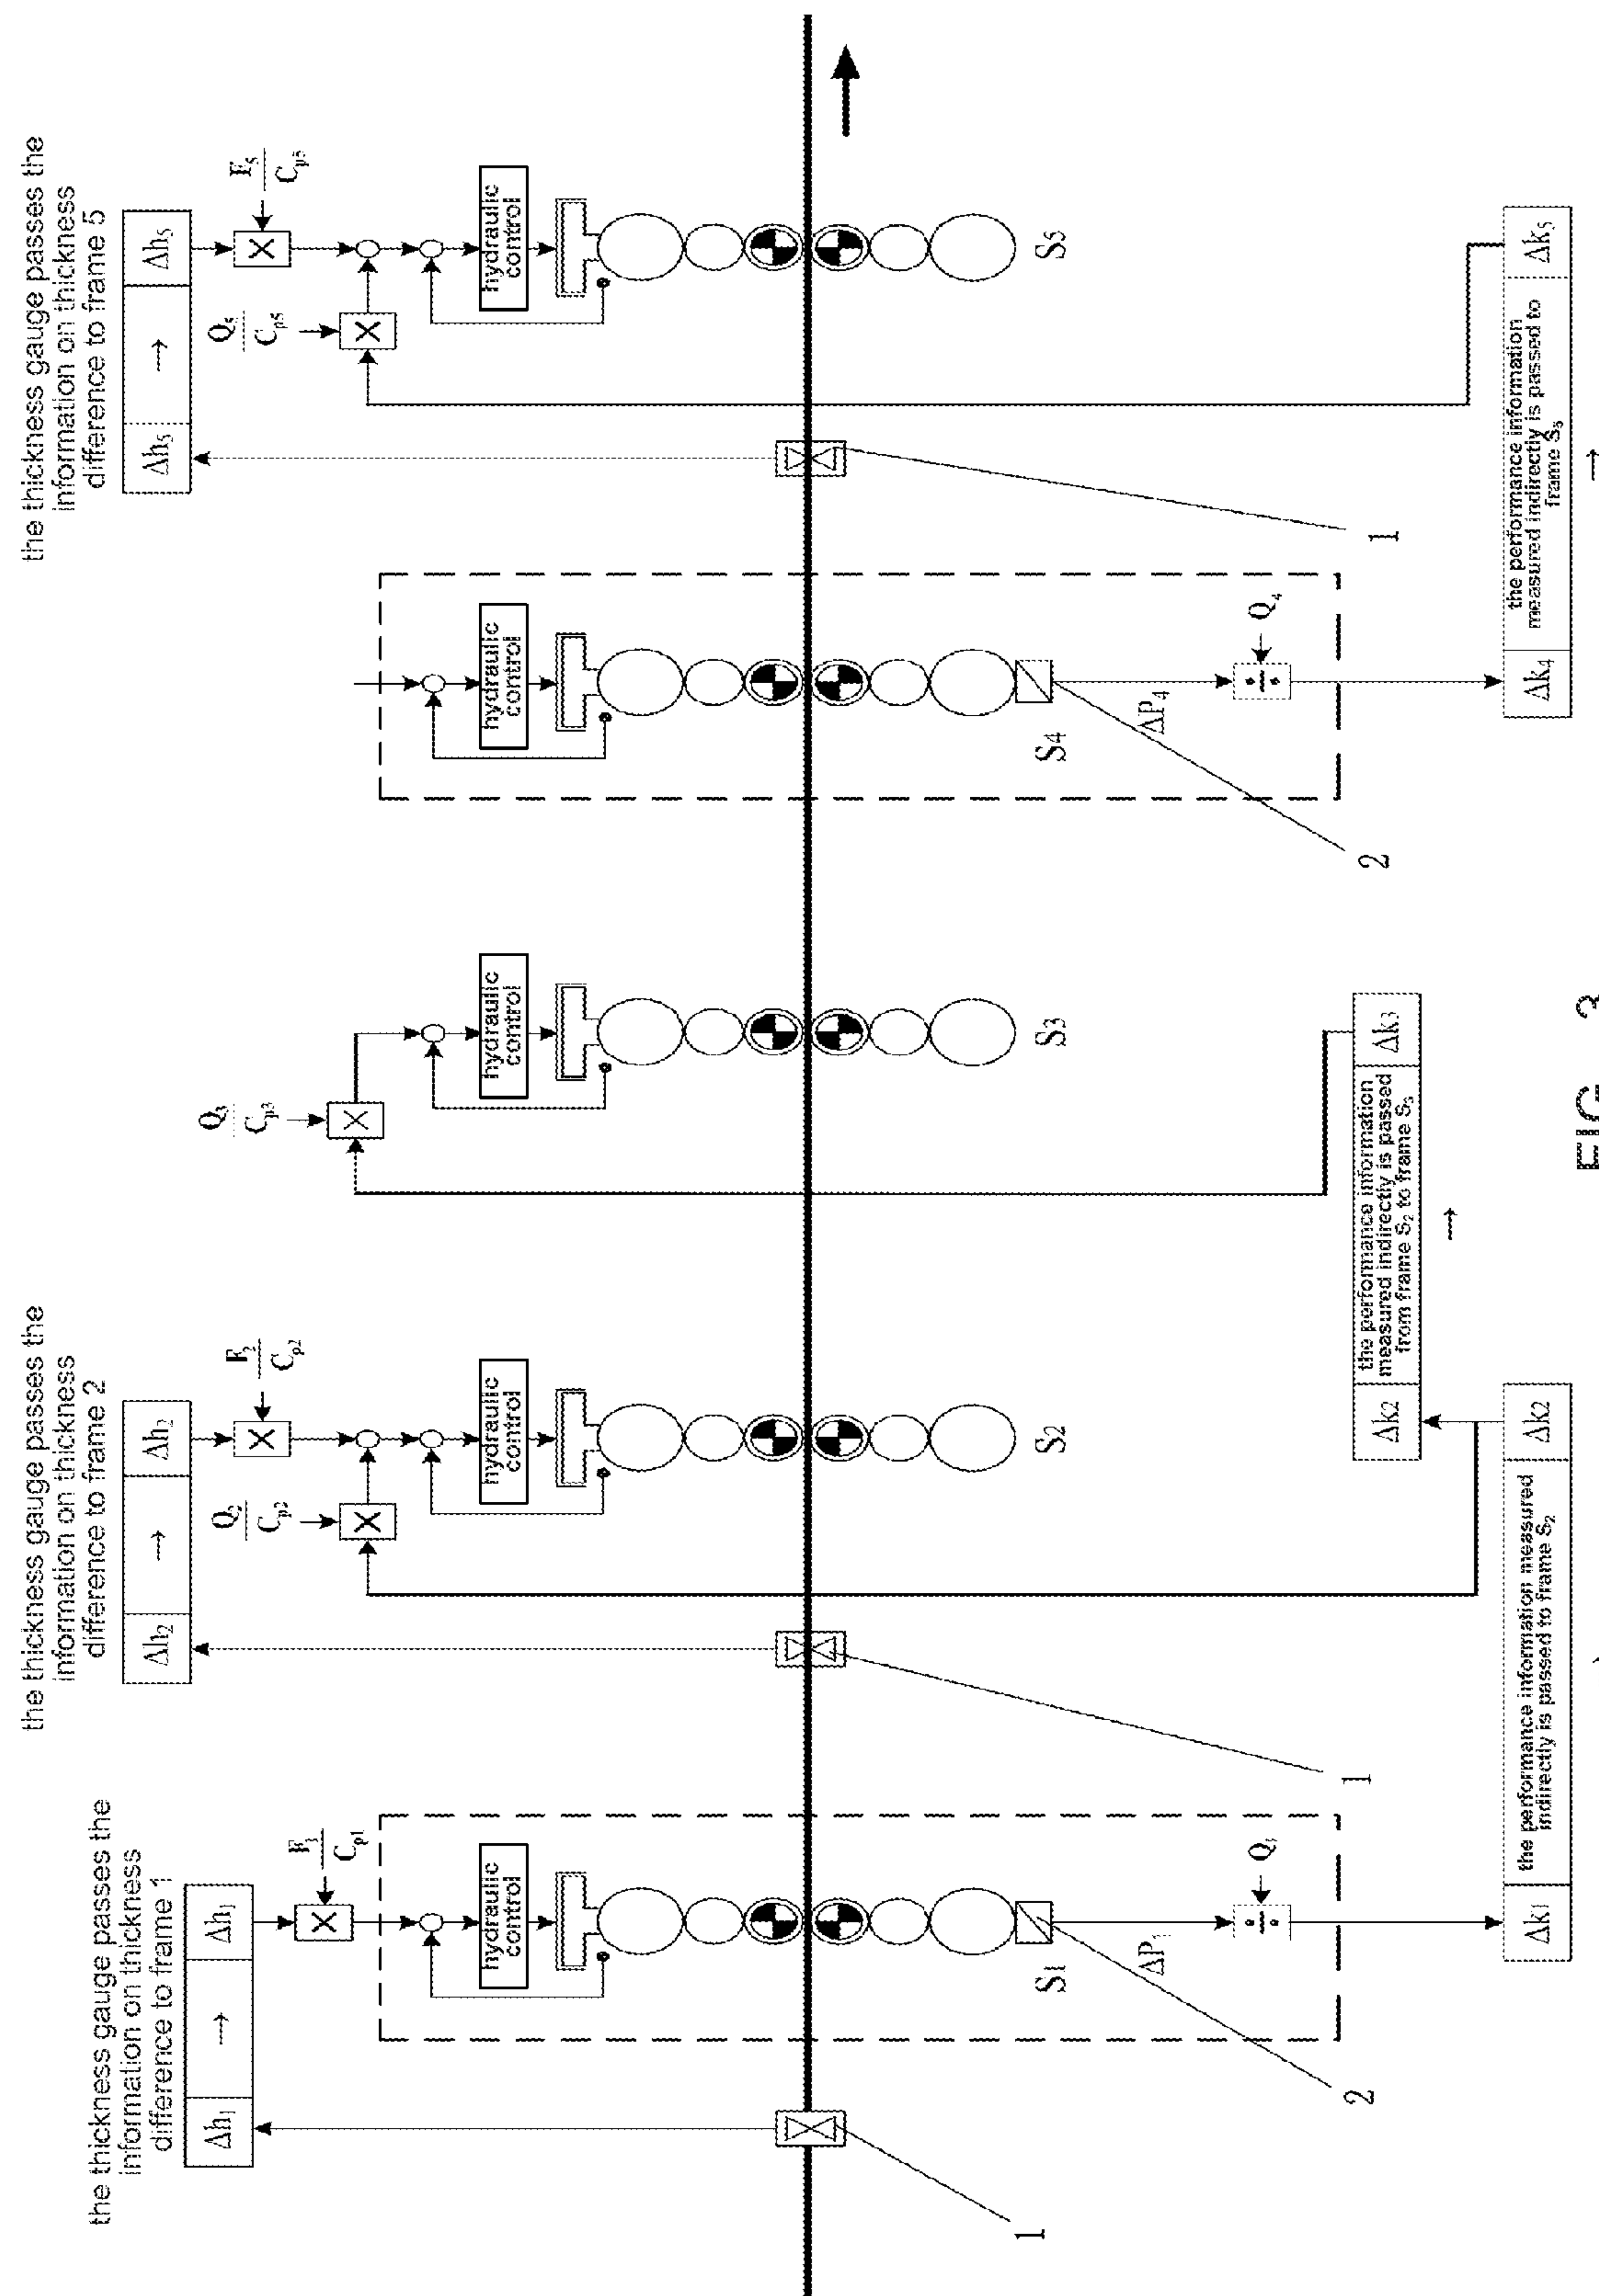 the thickness gauge passes the
information on thickness
difference to frame 1
Δh₁ → Δh₁
F₁
Cp1
X
hydraulic
control
S1
ΔP₁
÷
Q₁
1
2
the thickness gauge passes the
information on thickness
difference to frame 2
Δh₂ → Δh₂
F₂
Cp2
X
Q₂
Cp2
X
hydraulic
control
S2
1
Δk1
the performance information measured
indirectly is passed to frame S₂
Δk2
→
Q₃
Cp3
X
hydraulic
control
S3
Δk2
the performance information
measured indirectly is passed
from frame S₂ to frame S₃
Δk3
→
hydraulic
control
S4
ΔP₄
÷
Q₄
2
the thickness gauge passes the
information on thickness
difference to frame 5
Δh₅ → Δh₅
F₅
Cp5
X
Q₅
Cp5
X
hydraulic
control
S5
1
Δk₄
the performance information
measured indirectly is passed to
frame S₅
Δk₅
→
FIG. 3